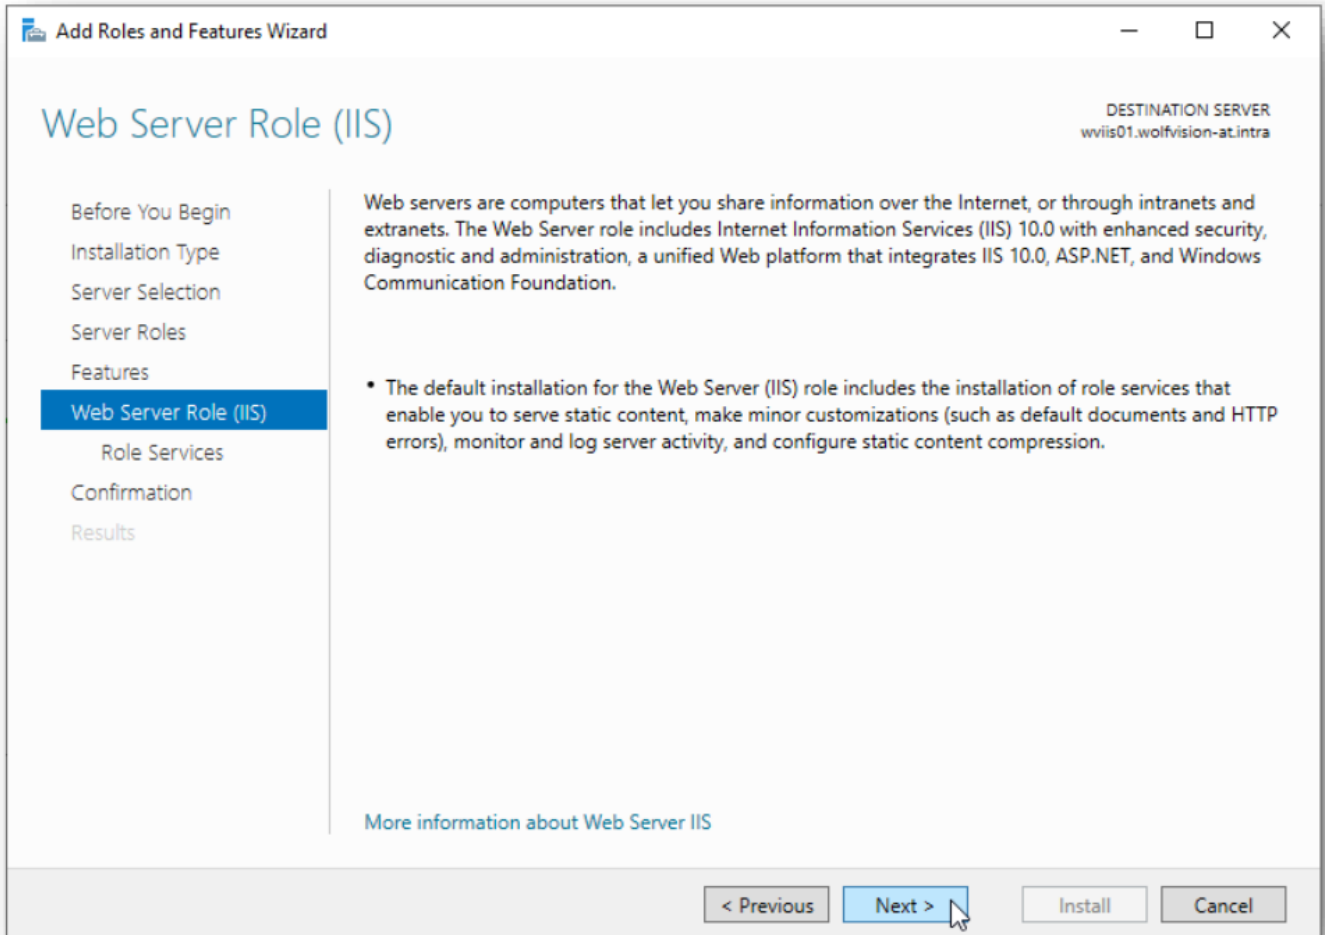 Add Roles and Features Wizard
Web Server Role (IIS)
DESTINATION SERVER
wviis01.wolfvision-at.intra
Before You Begin
Installation Type
Server Selection
Server Roles
Features
Web Server Role (IIS)
Role Services
Confirmation
Results
Web servers are computers that let you share information over the Internet, or through intranets and
extranets. The Web Server role includes Internet Information Services (IIS) 10.0 with enhanced security,
diagnostic and administration, a unified Web platform that integrates IIS 10.0, ASP.NET, and Windows
Communication Foundation.
• The default installation for the Web Server (IIS) role includes the installation of role services that
enable you to serve static content, make minor customizations (such as default documents and HTTP
errors), monitor and log server activity, and configure static content compression.
More information about Web Server IIS
< Previous
Next >
Install
Cancel